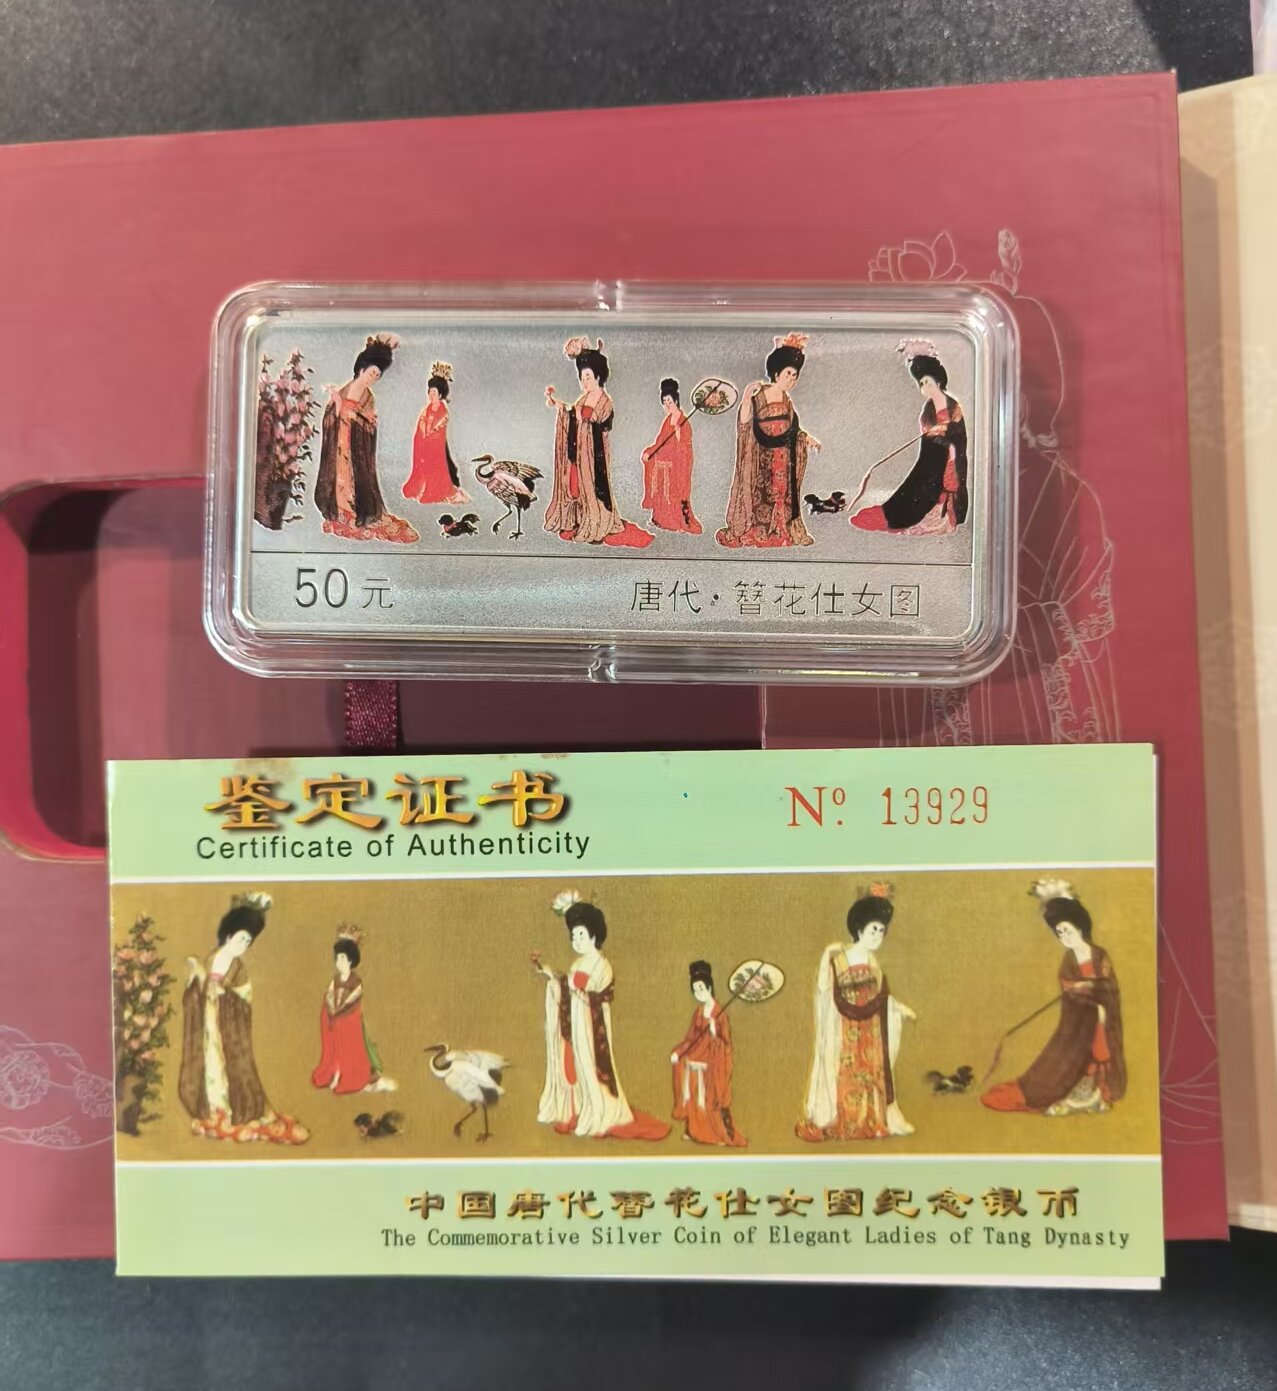 50元
唐代·簪花仕女图
鉴定证书
Certificate of Authenticity
Nº. 13929
中国唐代簪花仕女图纪念银币
The Commemorative Silver Coin of Elegant Ladies of Tang Dynasty